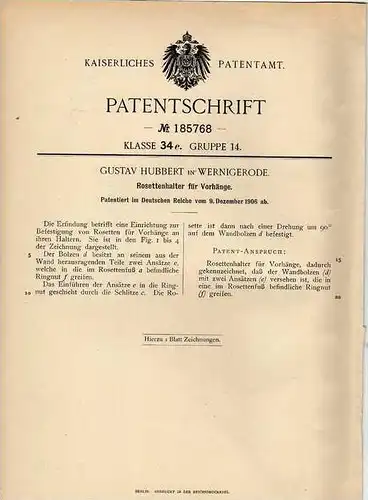 KAISERLICHES PATENTAMT.
PATENTSCHRIFT
— № 185768 —
KLASSE 34e. GRUPPE 14.
GUSTAV HUBBERT IN WERNIGERODE.
Rosettenhalter für Vorhänge.
Patentiert im Deutschen Reiche vom 9. Dezember 1906 ab.
Die Erfindung betrifft eine Einrichtung zur
Befestigung von Rosetten für Vorhänge an
ihren Haltern. Sie ist in den Fig. 1 bis 4
der Zeichnung dargestellt.
5 Der Bolzen d besitzt an seinem aus der
Wand herausragenden Teile zwei Ansätze e,
welche in die im Rosettenfuß a befindliche
Ringnut f greifen.
Das Einführen der Ansätze e in die Ring-
10 nut geschieht durch die Schlitze c. Die Ro-
sette ist dann nach einer Drehung um 90°
auf dem Wandbolzen d befestigt.
PATENT-ANSPRUCH:
Rosettenhalter für Vorhänge, dadurch 15
gekennzeichnet, daß der Wandbolzen (d)
mit zwei Ansätzen (e) versehen ist, die in
eine im Rosettenfuß befindliche Ringnut
(f) greifen.
Hierzu 1 Blatt Zeichnungen.
BERLIN. GEDRUCKT IN DER REICHSDRUCKEREI.